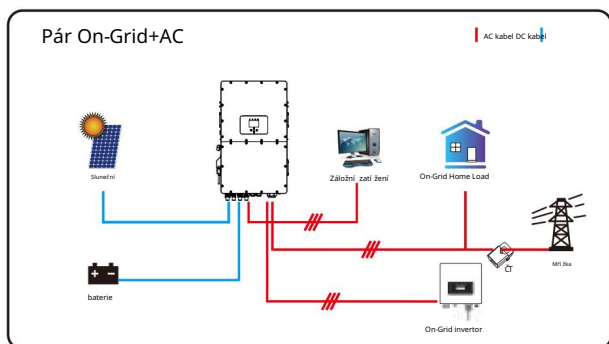 Pár On-Grid+AC
AC kabel DC kabel
Sluneční
Záložní zatí žení
On-Grid Home Load
ČT
Mří žka
baterie
On-Grid invertor